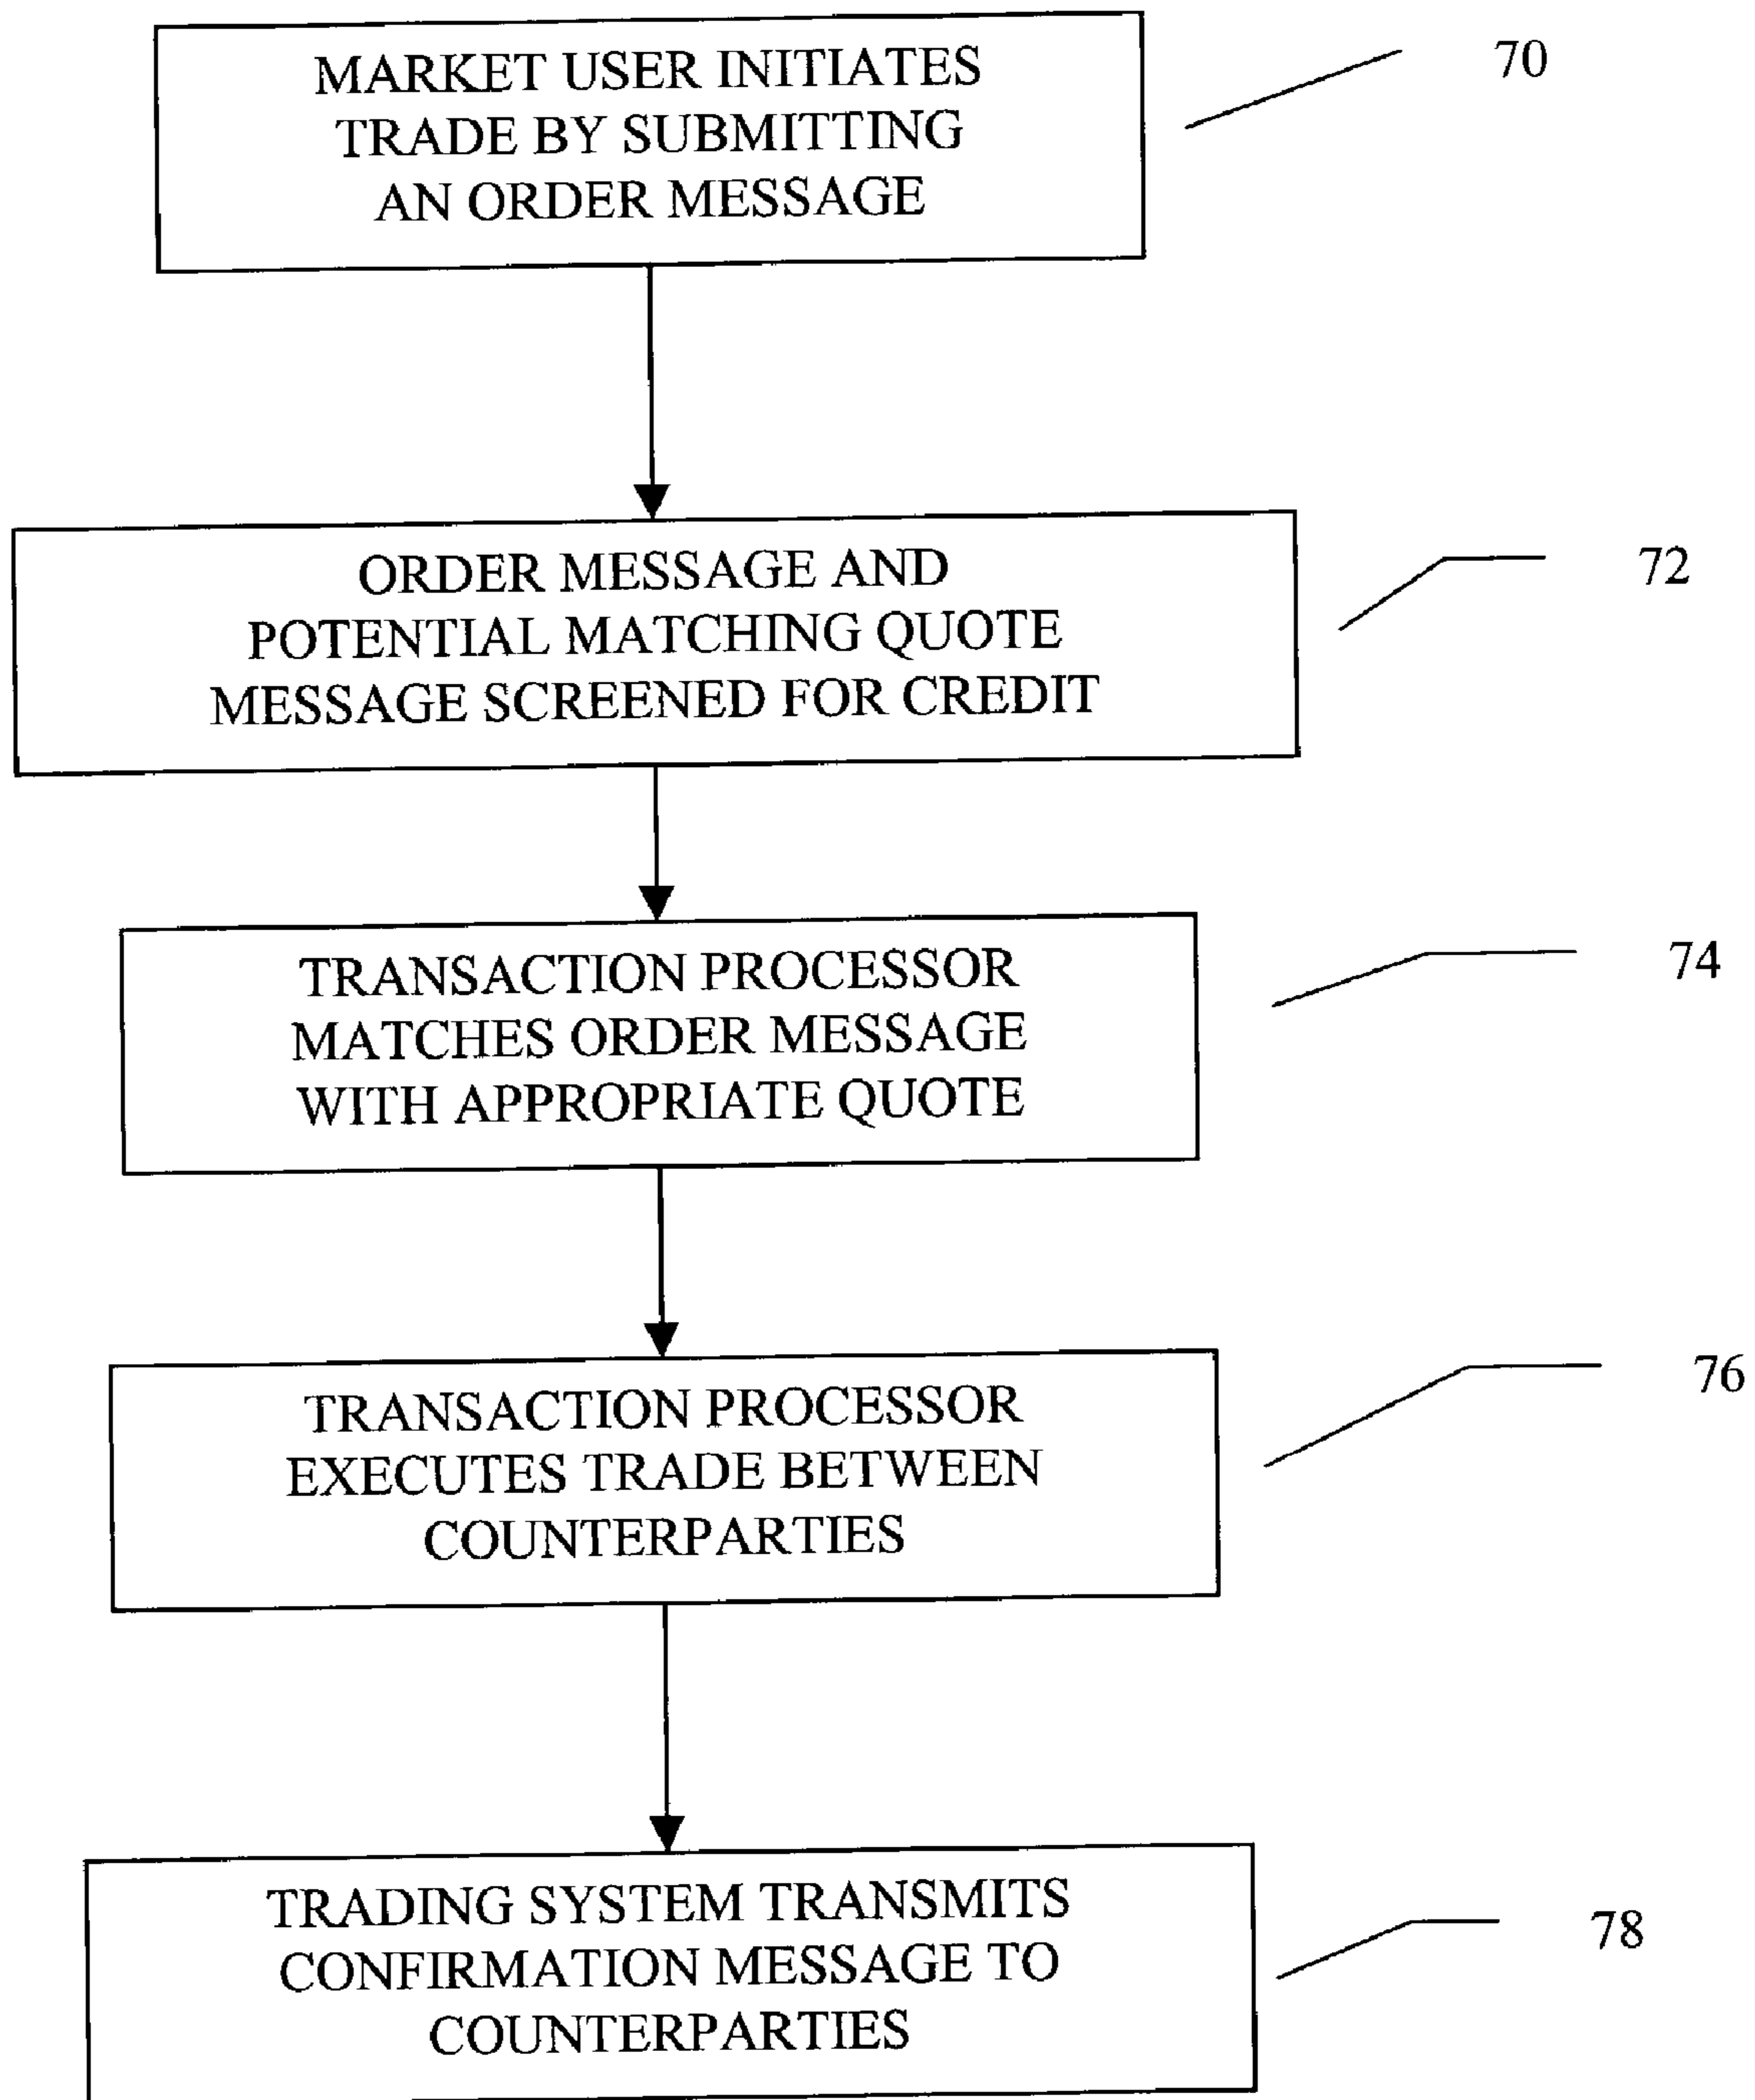 MARKET USER INITIATES
TRADE BY SUBMITTING
AN ORDER MESSAGE
70
ORDER MESSAGE AND
POTENTIAL MATCHING QUOTE
MESSAGE SCREENED FOR CREDIT
72
TRANSACTION PROCESSOR
MATCHES ORDER MESSAGE
WITH APPROPRIATE QUOTE
74
TRANSACTION PROCESSOR
EXECUTES TRADE BETWEEN
COUNTERPARTIES
76
TRADING SYSTEM TRANSMITS
CONFIRMATION MESSAGE TO
COUNTERPARTIES
78